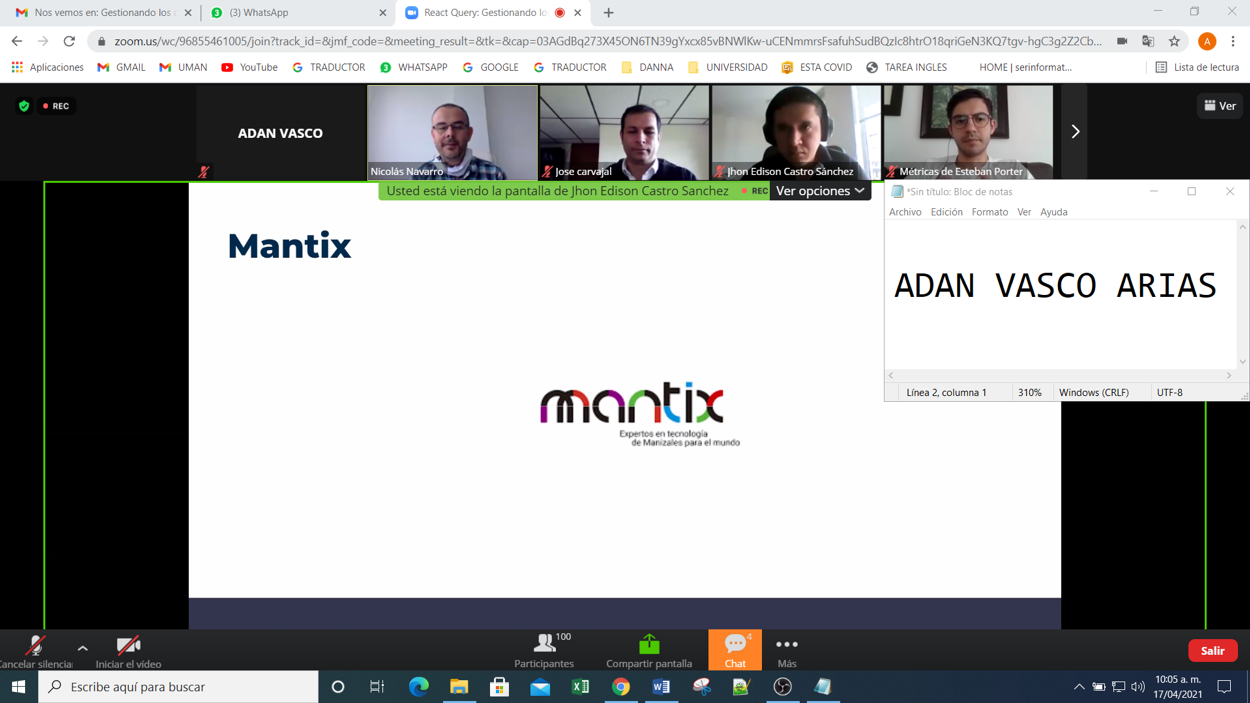 Nos vemos en: Gestionando los
(3) WhatsApp
React Query: Gestionando lo
zoom.us/wc/96855461005/join?track_id=&jmf_code=&meeting_result=&tk=&cap=03AGdBq273X45ON6TN39gYxcx85vBNWlKw-uCENmmrsFsafuhSudBQzIc8htrO18qriGeN3KQ7tgv-hgC3g2Z2Cb...
A
Aplicaciones
GMAIL
UMAN
YouTube
TRADUCTOR
WHATSAPP
GOOGLE
TRADUCTOR
DANNA
UNIVERSIDAD
ESTA COVID
TAREA INGLES
HOME | serinformat...
Lista de lectura
REC
ADAN VASCO
Nicolás Navarro
Jose carvajal
Jhon Edison Castro Sánchez
Métricas de Esteban Porter
Ver
Usted está viendo la pantalla de Jhon Edison Castro Sanchez
REC
Ver opciones
*Sin título: Bloc de notas
Archivo Edición Formato Ver Ayuda
ADAN VASCO ARIAS
Línea 2, columna 1
310%
Windows (CRLF)
UTF-8
Mantix
mantix
Expertos en tecnología
de Manizales para el mundo
Cancelar silencia
Iniciar el vídeo
100
Participantes
Compartir pantalla
4
Chat
Más
Salir
Escribe aquí para buscar
10:05 a. m.
17/04/2021